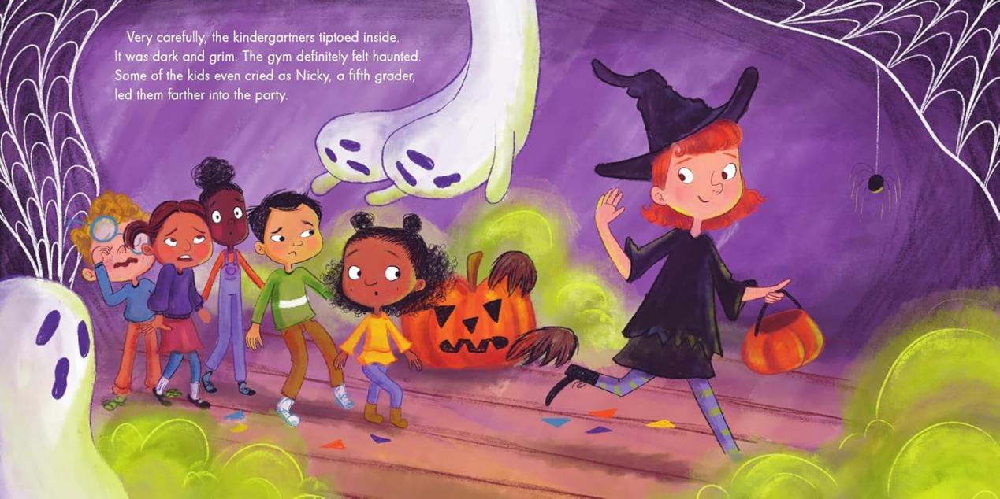 Very carefully, the kindergartners tiptoed inside.
It was dark and grim. The gym definitely felt haunted.
Some of the kids even cried as Nicky, a fifth grader,
led them farther into the party.